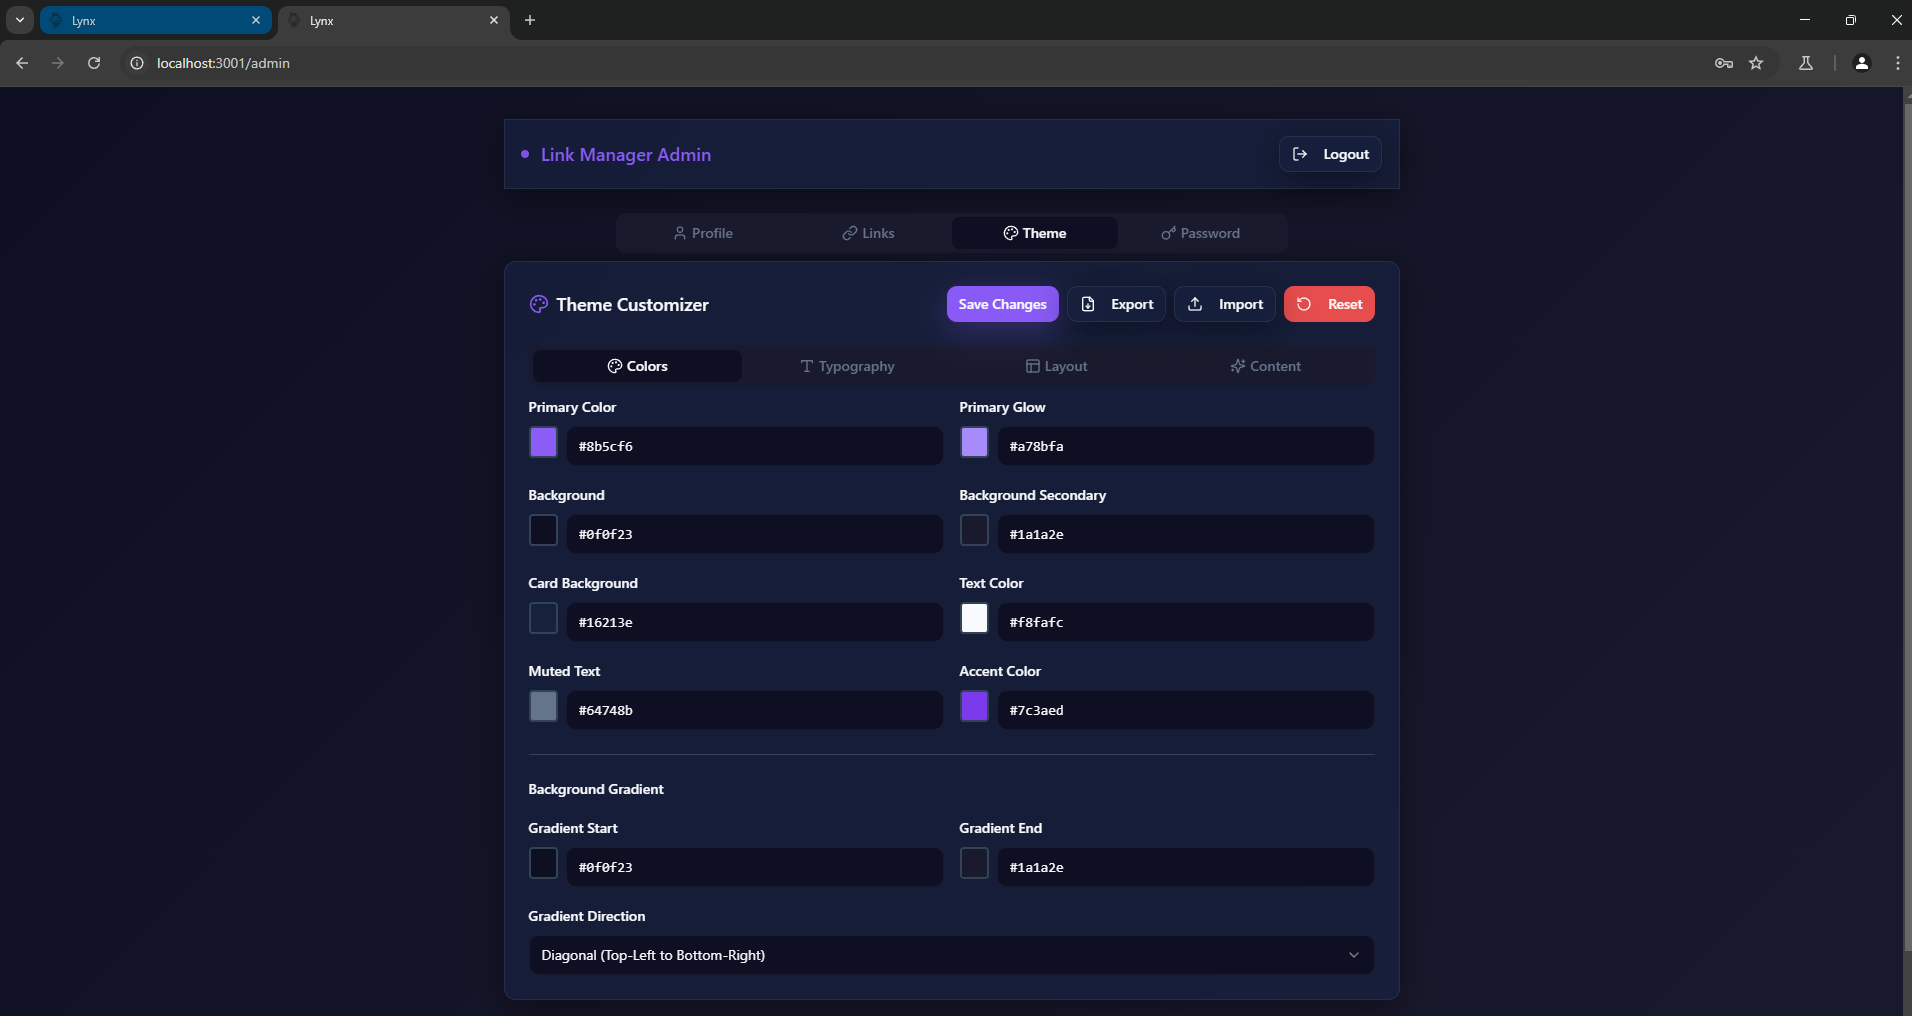 Lynx
Lynx
localhost:3001/admin
Link Manager Admin
Logout
Profile
Links
Theme
Password
Theme Customizer
Save Changes
Export
Import
Reset
Colors
Typography
Layout
Content
Primary Color
Primary Glow
#8b5cf6
#a78bfa
Background
Background Secondary
#0f0f23
#1a1a2e
Card Background
Text Color
#16213e
#f8fafc
Muted Text
Accent Color
#64748b
#7c3aed
Background Gradient
Gradient Start
Gradient End
#0f0f23
#1a1a2e
Gradient Direction
Diagonal (Top-Left to Bottom-Right)